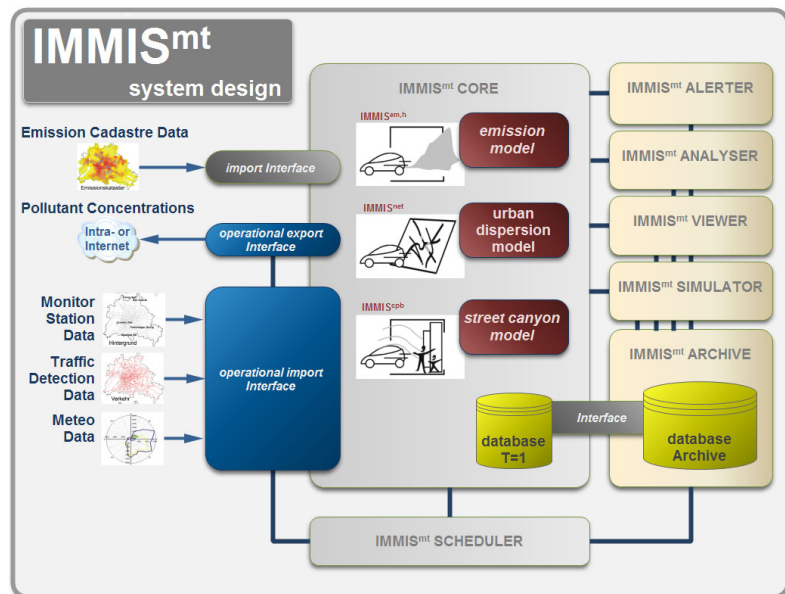 IMMISmt
system design
Emission Cadastre Data
Emissionskataster
import Interface
Pollutant Concentrations
Intra- or
Internet
operational export
Interface
Monitor
Station
Data
Hintergrund
Traffic
Detection
Data
Verkehr
Meteo
Data
operational import
Interface
IMMISmt CORE
IMMISem,h
emission
model
IMMISnet
urban
dispersion
model
IMMIScpb
street canyon
model
database
T=1
Interface
IMMISmt ALERTER
IMMISmt ANALYSER
IMMISmt VIEWER
IMMISmt SIMULATOR
IMMISmt ARCHIVE
database
Archive
IMMISmt SCHEDULER